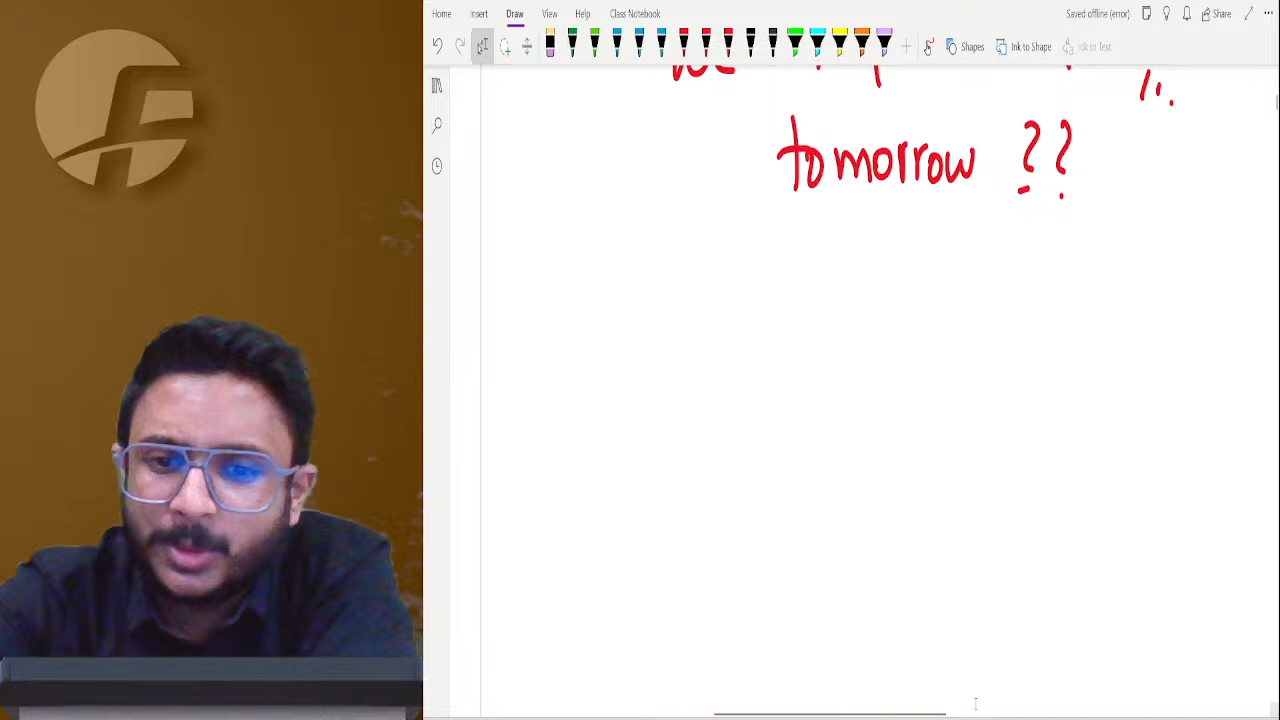 Home Insert Draw View Help Class Notebook Saved offline (error) Share
Shapes Ink to Shape Ink to Text
tomorrow ??